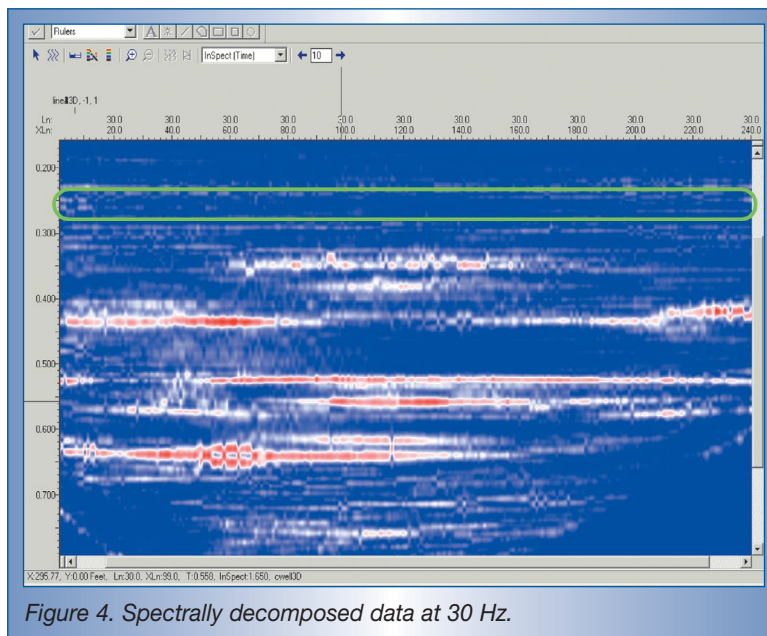 Rulers
A
InSpect (Time) 10
line#3D, -1, 1
Ln: 30.0 30.0 30.0 30.0 30.0 30.0 30.0 30.0 30.0 30.0 30.0 30.0
XLn: 20.0 40.0 60.0 80.0 100.0 120.0 140.0 160.0 180.0 200.0 220.0 240.0
0.200
0.300
0.400
0.500
0.600
0.700
X:295.77, Y:0.00 Feet, Ln:30.0, XLn:99.0, T:0.558, InSpect:1.650, cwell3D
Figure 4. Spectrally decomposed data at 30 Hz.